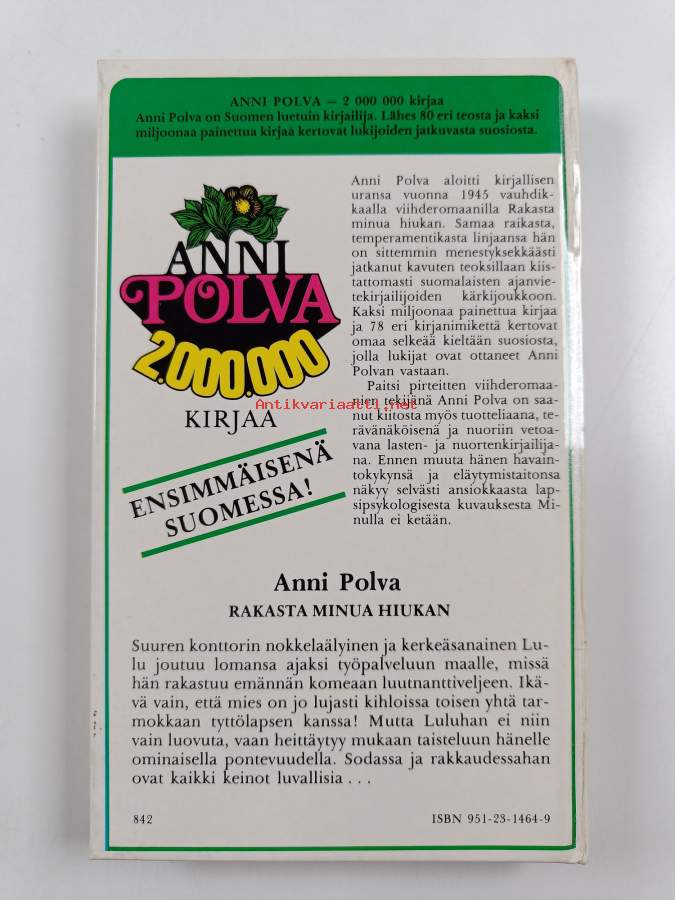 ANNI POLVA — 2 000 000 kirjaa
Anni Polva on Suomen luetuin kirjailija. Lähes 80 eri teosta ja kaksi
miljoonaa painettua kirjaa kertovat lukijoiden jatkuvasta suosiosta.
ANNI
POLVA
2.000.000
KIRJAA
ENSIMMÄISENÄ
SUOMESSA!
Anni Polva aloitti kirjallisen
uransa vuonna 1945 vauhdik-
kaalla viihderomaanilla Rakasta
minua hiukan. Samaa raikasta,
temperamentikasta linjaansa hän
on sittemmin menestyksekkäästi
jatkanut kavuten teoksillaan kiis-
tattomasti suomalaisten ajanvie-
tekirjailijoiden kärkijoukkoon.
Kaksi miljoonaa painettua kirjaa
ja 78 eri kirjanimikettä kertovat
omaa selkeää kieltään suosiosta,
jolla lukijat ovat ottaneet Anni
Polvan vastaan.
Paitsi pirteitten viihderomaa-
nien tekijänä Anni Polva on saa-
nut kiitosta myös tuotteliaana, te-
rävänäköisenä ja nuoriin vetoa-
vana lasten- ja nuortenkirjailija-
na. Ennen muuta hänen havain-
tokykynsä ja eläytymistaitonsa
näkyy selvästi ansiokkaasta lap-
sipsykologisesta kuvauksesta Mi-
nulla ei ketään.
Antikvariaatti.net
Anni Polva
RAKASTA MINUA HIUKAN
Suuren konttorin nokkelaälyinen ja kerkeäsanainen Lu-
lu joutuu lomansa ajaksi työpalveluun maalle, missä
hän rakastuu emännän komeaan luutnanttiveljeen. Ikä-
vä vain, että mies on jo lujasti kihloissa toisen yhtä tar-
mokkaan tyttölapsen kanssa! Mutta Luluhan ei niin
vain luovuta, vaan heittäytyy mukaan taisteluun hänelle
ominaisella pontevuudella. Sodassa ja rakkaudessahan
ovat kaikki keinot luvallisia . . .
842
ISBN 951-23-1464-9